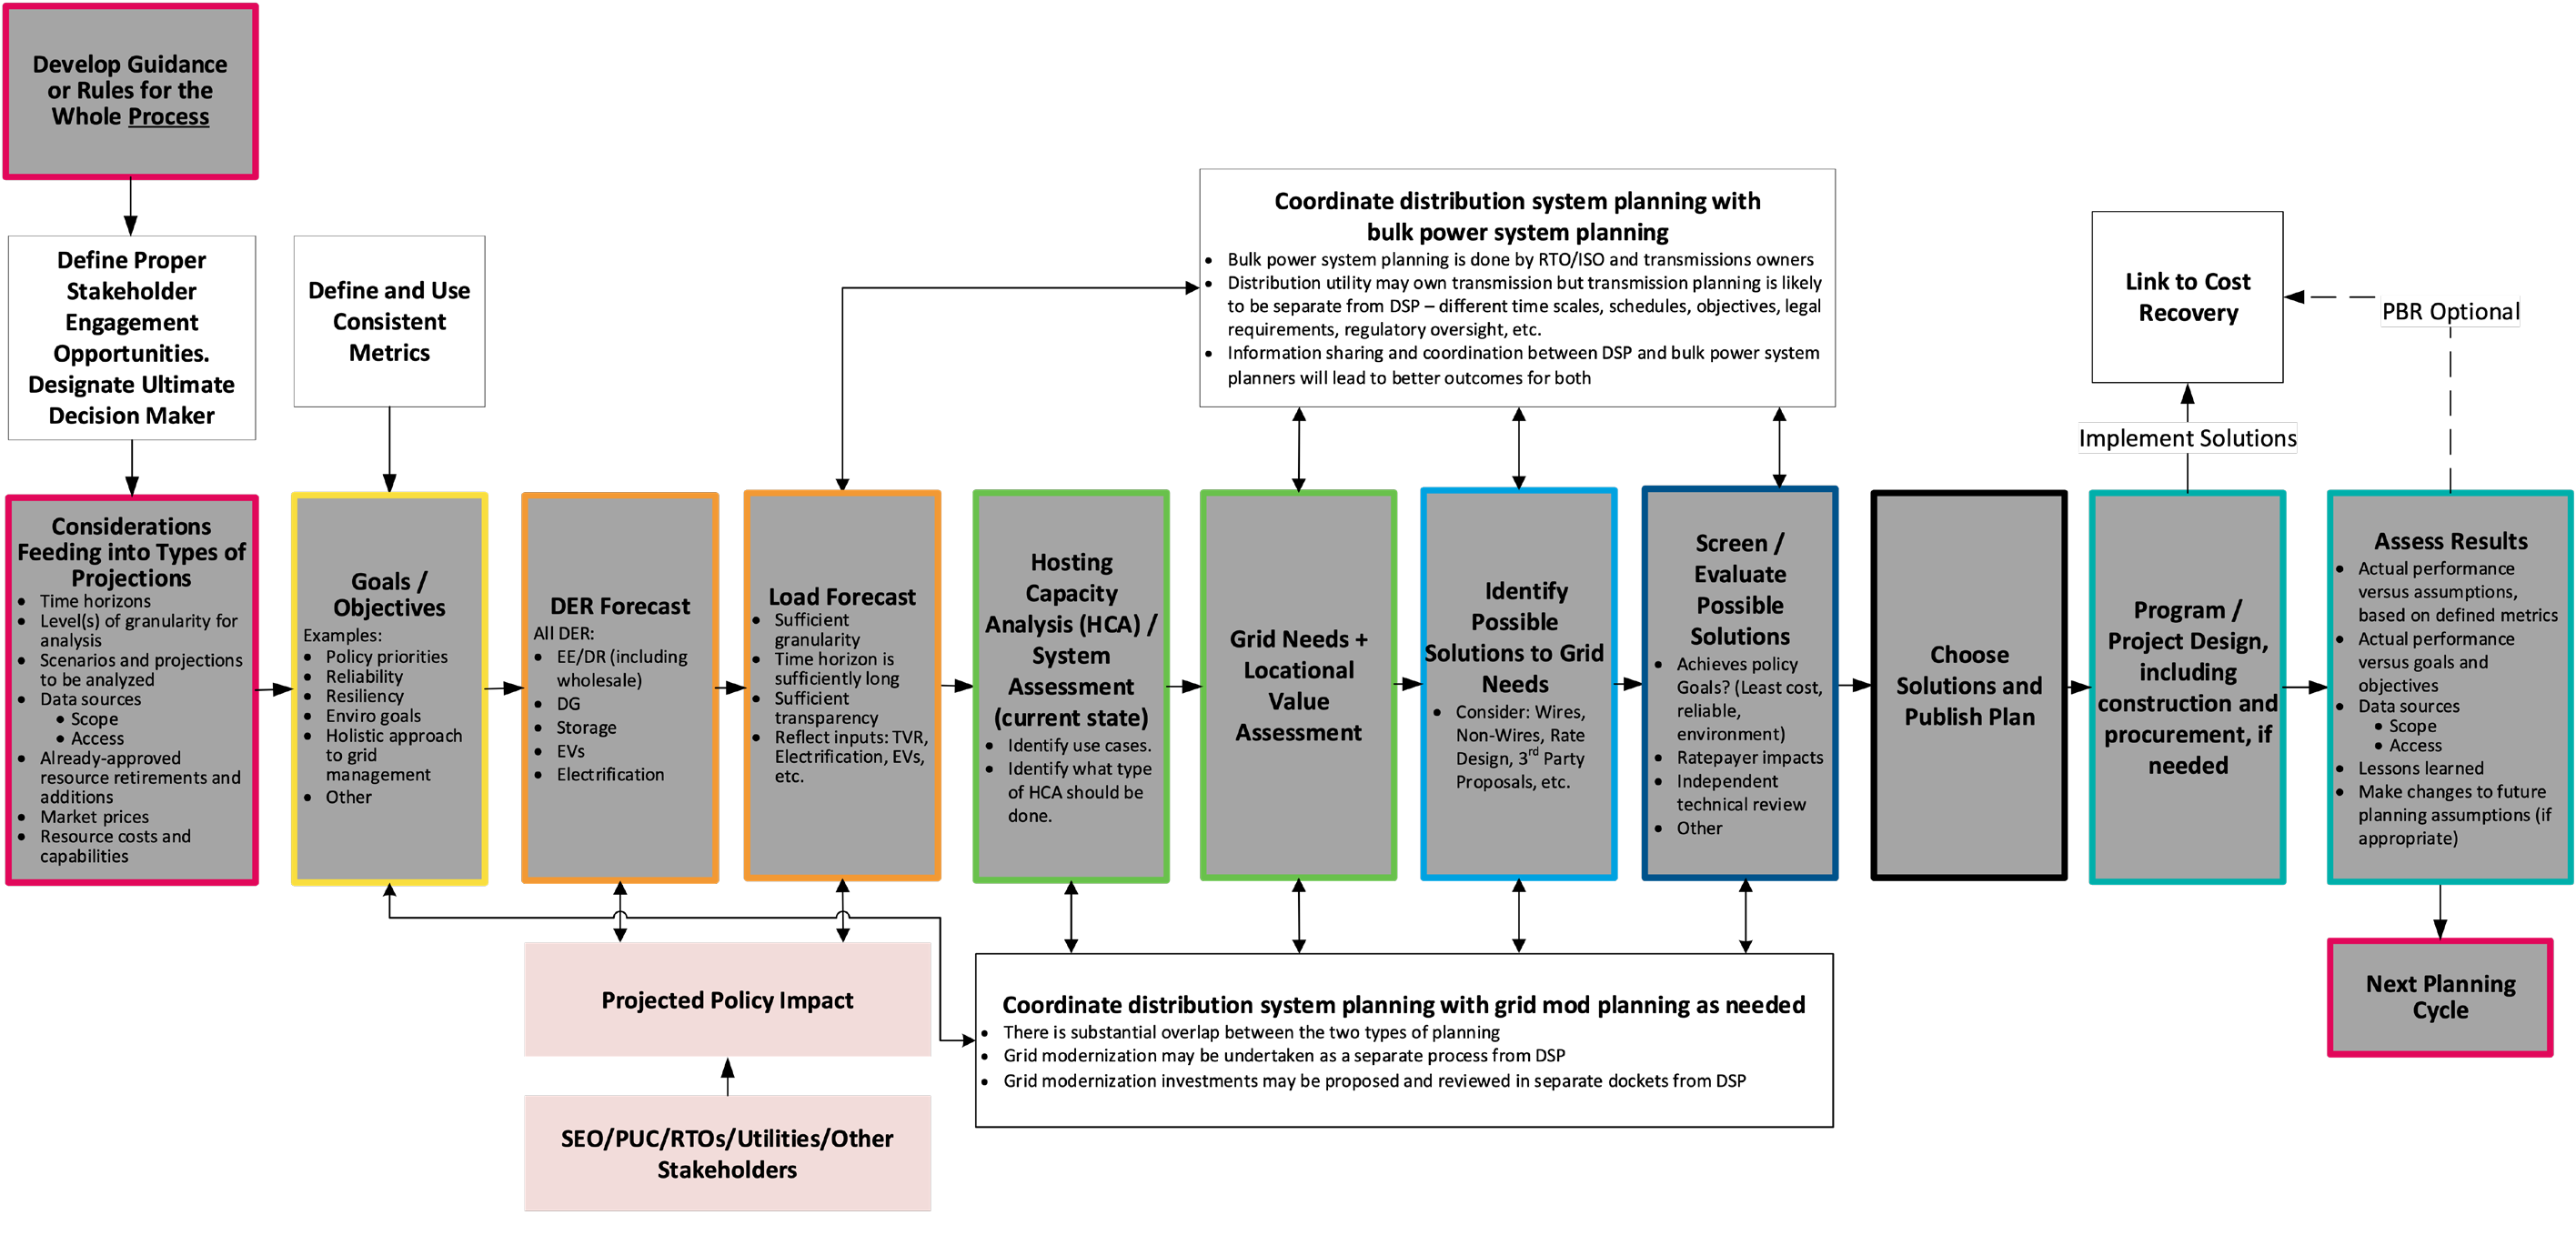 Develop Guidance
or Rules for the
Whole Process
Define Proper
Stakeholder
Engagement
Opportunities.
Designate Ultimate
Decision Maker
Define and Use
Consistent
Metrics
Coordinate distribution system planning with
bulk power system planning
• Bulk power system planning is done by RTO/ISO and transmissions owners
• Distribution utility may own transmission but transmission planning is likely
to be separate from DSP – different time scales, schedules, objectives, legal
requirements, regulatory oversight, etc.
• Information sharing and coordination between DSP and bulk power system
planners will lead to better outcomes for both
Link to Cost
Recovery
PBR Optional
Implement Solutions
Considerations
Feeding into Types of
Projections
• Time horizons
• Level(s) of granularity for
analysis
• Scenarios and projections
to be analyzed
• Data sources
• Scope
• Access
• Already-approved
resource retirements and
additions
• Market prices
• Resource costs and
capabilities
Goals /
Objectives
Examples:
• Policy priorities
• Reliability
• Resiliency
• Enviro goals
• Holistic approach
to grid
management
• Other
DER Forecast
All DER:
• EE/DR (including
wholesale)
• DG
• Storage
• EVs
• Electrification
Load Forecast
• Sufficient
granularity
• Time horizon is
sufficiently long
• Sufficient
transparency
• Reflect inputs: TVR,
Electrification, EVs,
etc.
Hosting
Capacity
Analysis (HCA) /
System
Assessment
(current state)
• Identify use cases.
• Identify what type
of HCA should be
done.
Grid Needs +
Locational
Value
Assessment
Identify
Possible
Solutions to Grid
Needs
• Consider: Wires,
Non-Wires, Rate
Design, 3rd Party
Proposals, etc.
Screen /
Evaluate
Possible
Solutions
• Achieves policy
Goals? (Least cost,
reliable,
environment)
• Ratepayer impacts
• Independent
technical review
• Other
Choose
Solutions and
Publish Plan
Program /
Project Design,
including
construction and
procurement, if
needed
Assess Results
• Actual performance
versus assumptions,
based on defined metrics
• Actual performance
versus goals and
objectives
• Data sources
• Scope
• Access
• Lessons learned
• Make changes to future
planning assumptions (if
appropriate)
Projected Policy Impact
SEO/PUC/RTOs/Utilities/Other
Stakeholders
Coordinate distribution system planning with grid mod planning as needed
• There is substantial overlap between the two types of planning
• Grid modernization may be undertaken as a separate process from DSP
• Grid modernization investments may be proposed and reviewed in separate dockets from DSP
Next Planning
Cycle